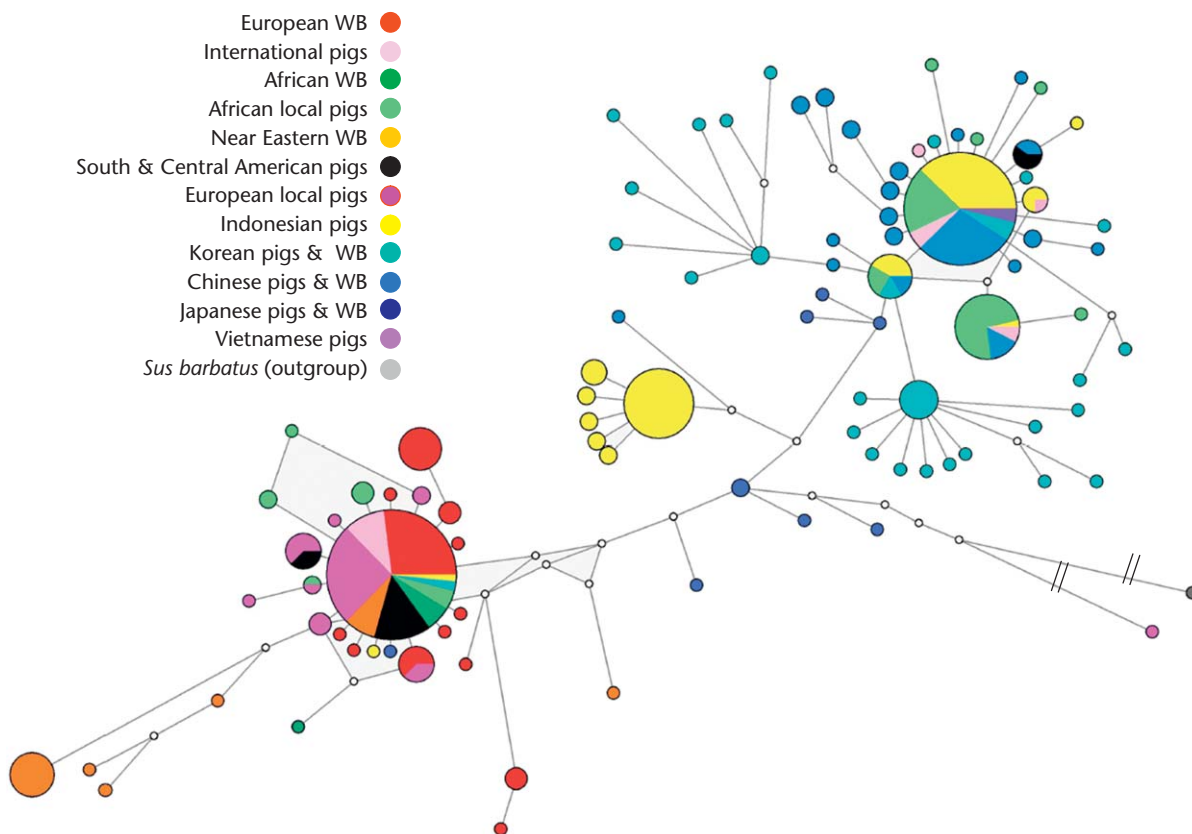 European WB
International pigs
African WB
African local pigs
Near Eastern WB
South & Central American pigs
European local pigs
Indonesian pigs
Korean pigs & WB
Chinese pigs & WB
Japanese pigs & WB
Vietnamese pigs
Sus barbatus (outgroup)